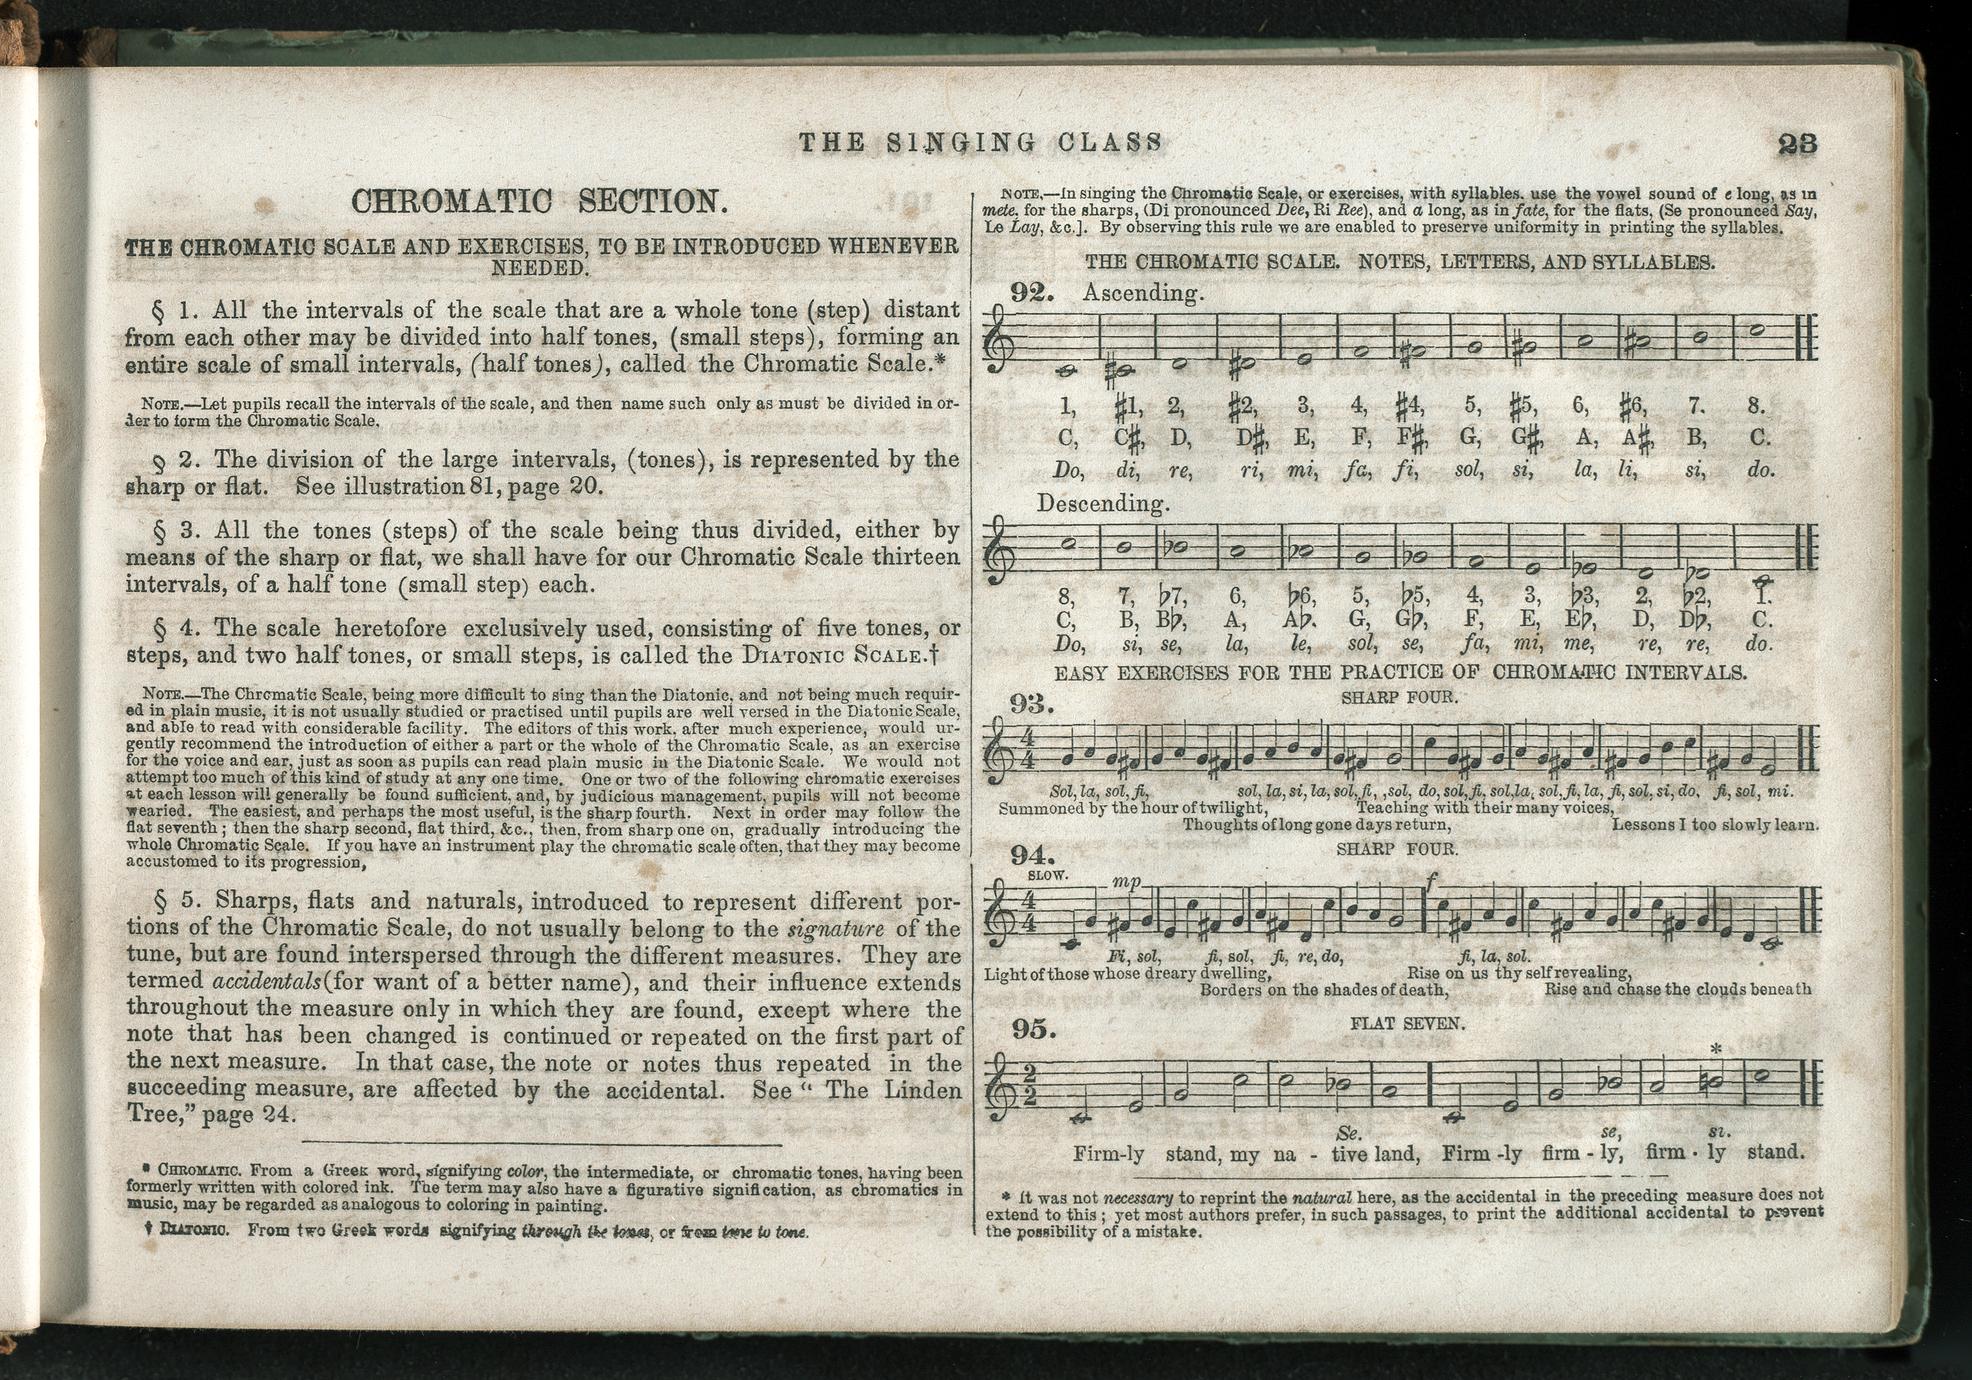 THE SINGING CLASS
23
CHROMATIC SECTION.
THE CHROMATIC SCALE AND EXERCISES, TO BE INTRODUCED WHENEVER
NEEDED.
§ 1. All the intervals of the scale that are a whole tone (step) distant
from each other may be divided into half tones, (small steps), forming an
entire scale of small intervals, (half tones), called the Chromatic Scale.*
NOTE.—Let pupils recall the intervals of the scale, and then name such only as must be divided in or-
der to form the Chromatic Scale.
§ 2. The division of the large intervals, (tones), is represented by the
sharp or flat. See illustration 81, page 20.
§ 3. All the tones (steps) of the scale being thus divided, either by
means of the sharp or flat, we shall have for our Chromatic Scale thirteen
intervals, of a half tone (small step) each.
§ 4. The scale heretofore exclusively used, consisting of five tones, or
steps, and two half tones, or small steps, is called the DIATONIC SCALE.†
NOTE.—The Chromatic Scale, being more difficult to sing than the Diatonic, and not being much requir-
ed in plain music, it is not usually studied or practised until pupils are well versed in the Diatonic Scale,
and able to read with considerable facility. The editors of this work, after much experience, would ur-
gently recommend the introduction of either a part or the whole of the Chromatic Scale, as an exercise
for the voice and ear, just as soon as pupils can read plain music in the Diatonic Scale. We would not
attempt too much of this kind of study at any one time. One or two of the following chromatic exercises
at each lesson will generally be found sufficient, and, by judicious management, pupils will not become
wearied. The easiest, and perhaps the most useful, is the sharp fourth. Next in order may follow the
flat seventh; then the sharp second, flat third, &c., then, from sharp one on, gradually introducing the
whole Chromatic Scale. If you have an instrument play the chromatic scale often, that they may become
accustomed to its progression,
§ 5. Sharps, flats and naturals, introduced to represent different por-
tions of the Chromatic Scale, do not usually belong to the signature of the
tune, but are found interspersed through the different measures. They are
termed accidentals (for want of a better name), and their influence extends
throughout the measure only in which they are found, except where the
note that has been changed is continued or repeated on the first part of
the next measure. In that case, the note or notes thus repeated in the
succeeding measure, are affected by the accidental. See “ The Linden
Tree,” page 24.
* CHROMATIC. From a Greek word, signifying color, the intermediate, or chromatic tones, having been
formerly written with colored ink. The term may also have a figurative signification, as chromatics in
music, may be regarded as analogous to coloring in painting.
† DIATONIC. From two Greek words signifying through the tones, or from tone to tone.
NOTE.—In singing the Chromatic Scale, or exercises, with syllables. use the vowel sound of e long, as in
mete, for the sharps, (Di pronounced Dee, Ri Ree), and a long, as in fate, for the flats, (Se pronounced Say,
Le Lay, &c.]. By observing this rule we are enabled to preserve uniformity in printing the syllables.
THE CHROMATIC SCALE. NOTES, LETTERS, AND SYLLABLES.
92. Ascending.
1, ♯1, 2, ♯2, 3, 4, ♯4, 5, ♯5, 6, ♯6, 7. 8.
C, C♯, D, D♯, E, F, F♯, G, G♯, A, A♯, B, C.
Do, di, re, ri, mi, fa, fi, sol, si, la, li, si, do.
Descending.
8, 7, ♭7, 6, ♭6, 5, ♭5, 4, 3, ♭3, 2, ♭2, 1.
C, B, B♭, A, A♭. G, G♭, F, E, E♭, D, D♭, C.
Do, si, se, la, le, sol, se, fa, mi, me, re, re, do.
EASY EXERCISES FOR THE PRACTICE OF CHROMATIC INTERVALS.
93.
SHARP FOUR.
4
4
Sol, la, sol, fi, sol, la, si, la, sol, fi, ,sol, do, sol, fi, sol, la, sol, fi, la, fi, sol, si, do, fi, sol, mi.
Summoned by the hour of twilight, Teaching with their many voices,
Thoughts of long gone days return, Lessons I too slowly learn.
94.
SHARP FOUR.
SLOW.
mp
f
4
4
Fi, sol, fi, sol, fi, re, do, fi, la, sol.
Light of those whose dreary dwelling, Rise on us thy self revealing,
Borders on the shades of death, Rise and chase the clouds beneath
95.
FLAT SEVEN.
*
2
2
Se. se, si.
Firm-ly stand, my na - tive land, Firm -ly firm - ly, firm - ly stand.
* It was not necessary to reprint the natural here, as the accidental in the preceding measure does not
extend to this; yet most authors prefer, in such passages, to print the additional accidental to prevent
the possibility of a mistake.